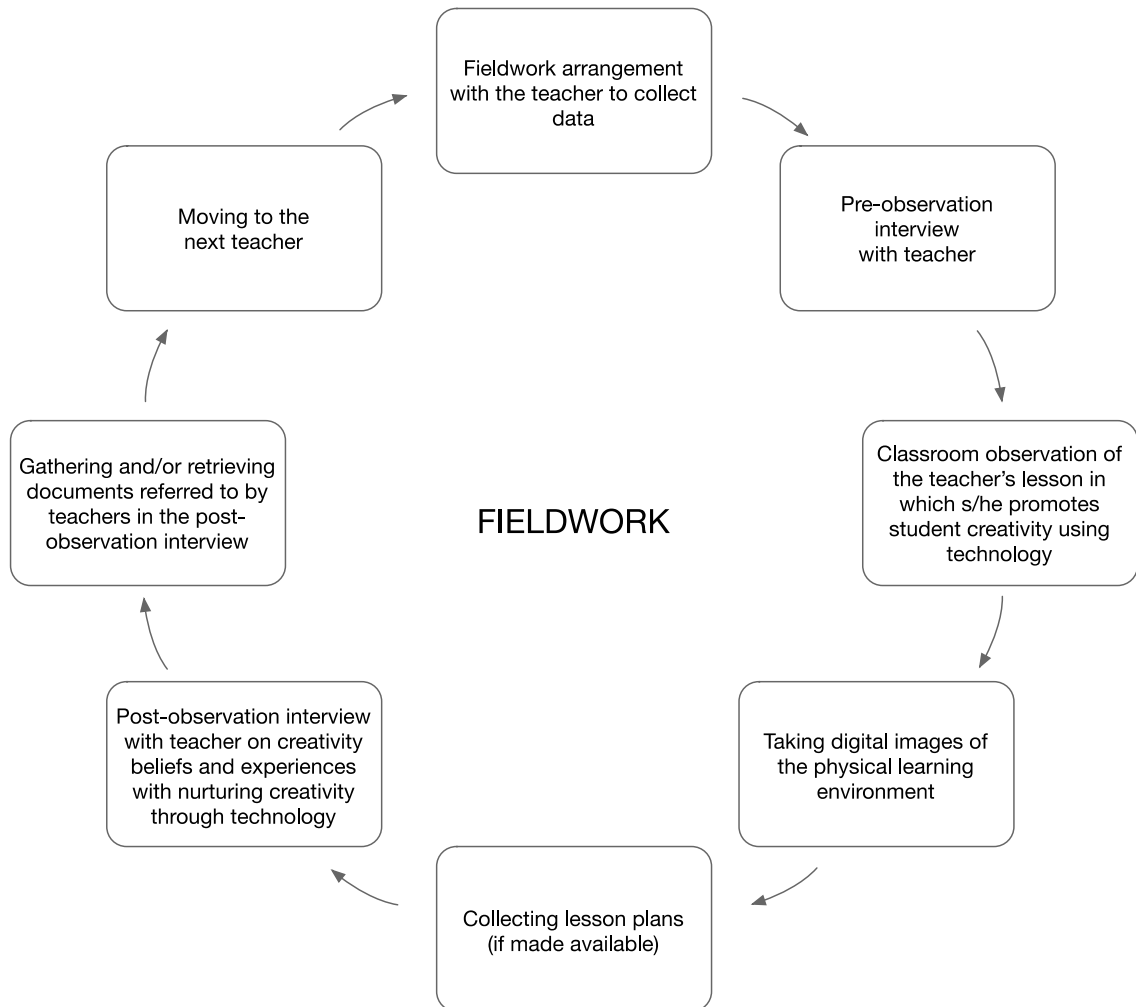 Fieldwork arrangement
with the teacher to collect
data
Pre-observation
interview
with teacher
Classroom observation of
the teacher’s lesson in
which s/he promotes
student creativity using
technology
Taking digital images of
the physical learning
environment
Collecting lesson plans
(if made available)
Post-observation interview
with teacher on creativity
beliefs and experiences
with nurturing creativity
through technology
Gathering and/or retrieving
documents referred to by
teachers in the post-
observation interview
Moving to the
next teacher
FIELDWORK